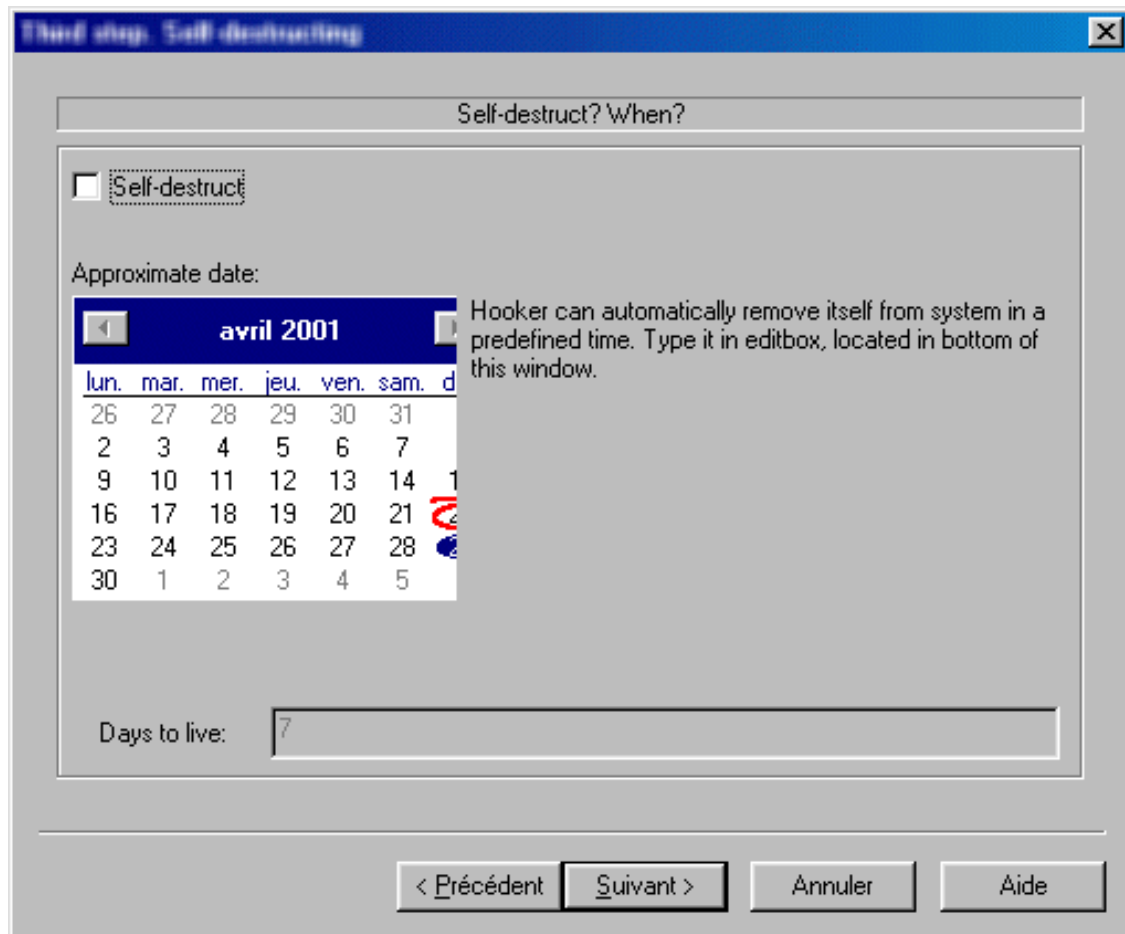 Third step. Self-destructing
Self-destruct? When?
Self-destruct
Approximate date:
avril 2001
Hooker can automatically remove itself from system in a
predefined time. Type it in editbox, located in bottom of
this window.
lun. mar. mer. jeu. ven. sam. d
26 27 28 29 30 31
2 3 4 5 6 7
9 10 11 12 13 14 1
16 17 18 19 20 21 2
23 24 25 26 27 28 2
30 1 2 3 4 5
Days to live: 7
< Précédent Suivant > Annuler Aide